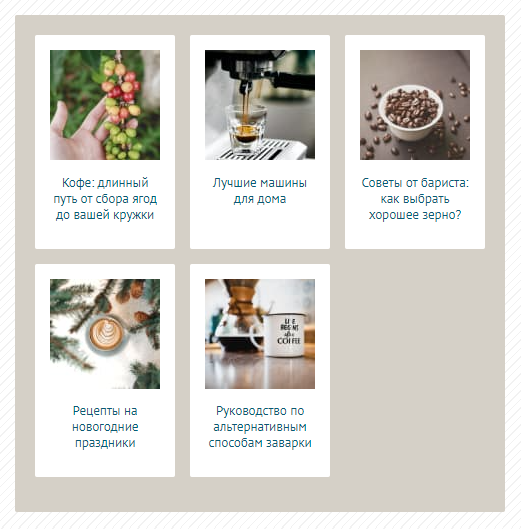 Кофе: длинный
путь от сбора ягод
до вашей кружки
Лучшие машины
для дома
Советы от бариста:
как выбрать
хорошее зерно?
LIFE
BEGINS
after
COFFEE
Рецепты на
новогодние
праздники
Руководство по
альтернативным
способам заварки